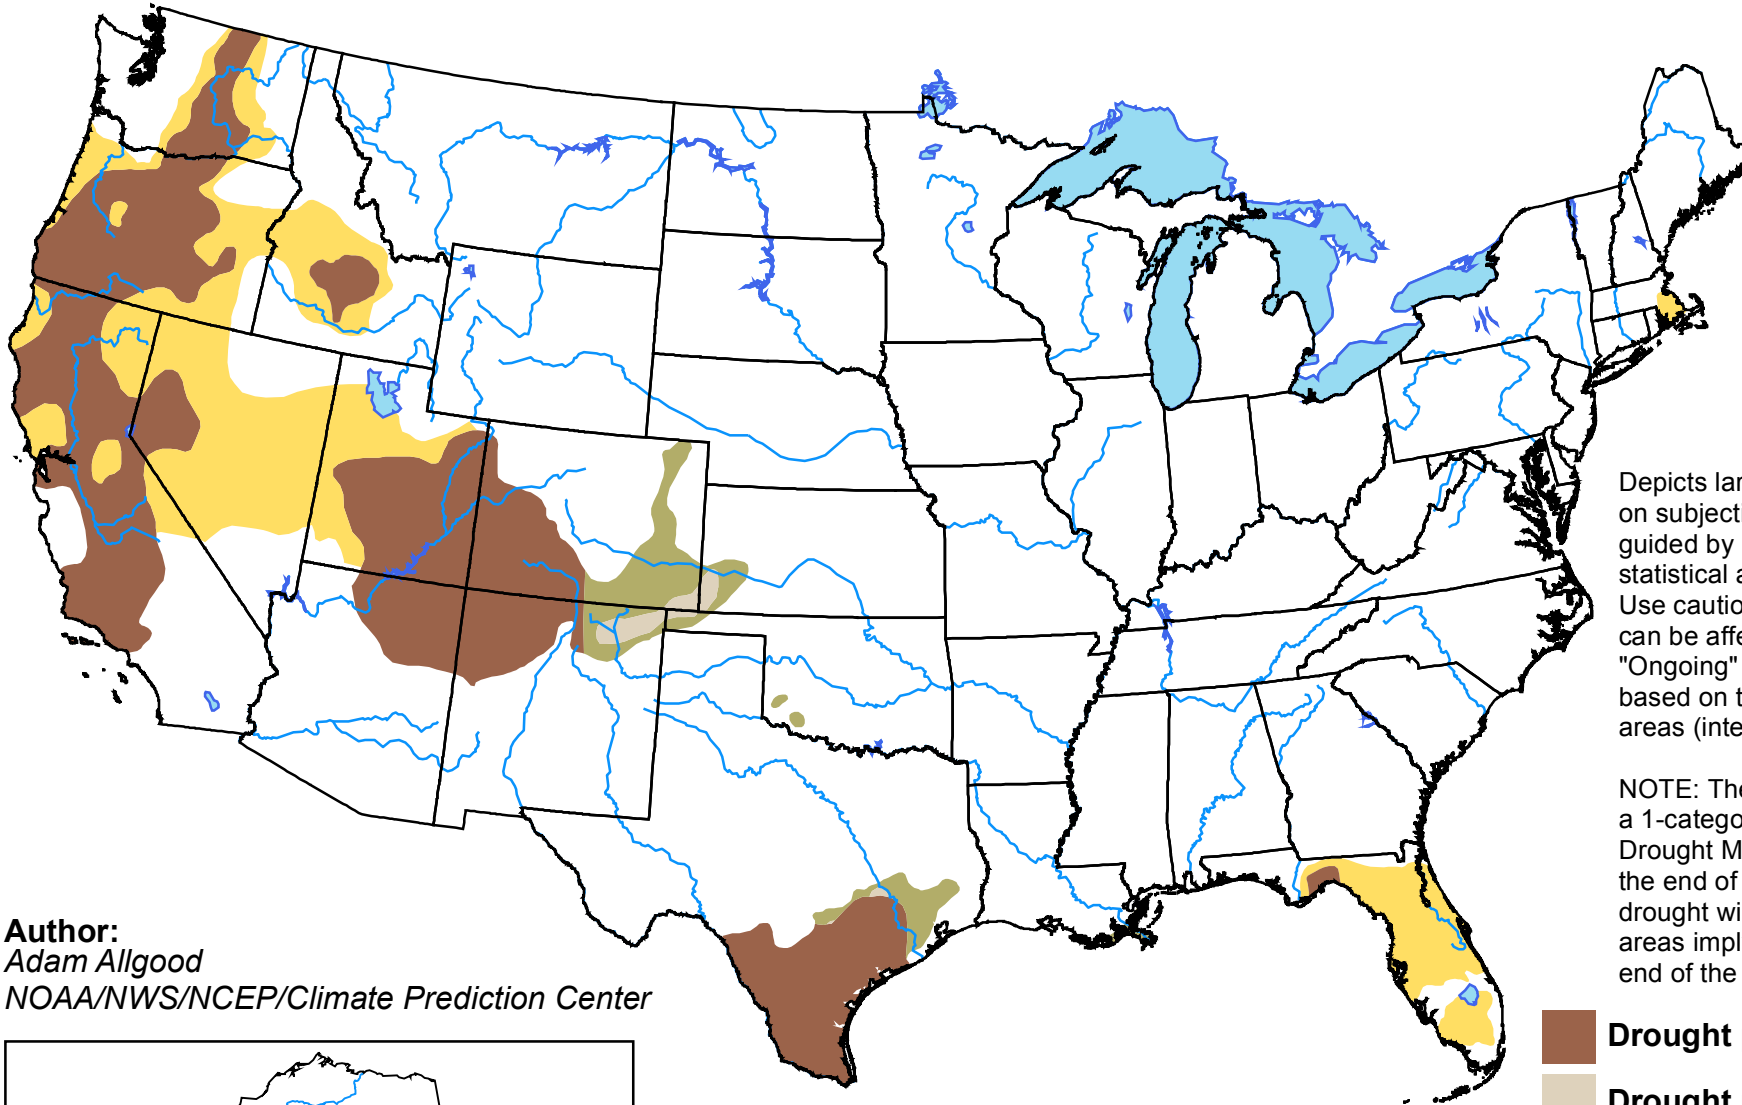 Depicts lar
on subjecti
guided by
statistical a
Use cautio
can be affe
"Ongoing"
based on t
areas (inte
NOTE: The
a 1-catego
Drought M
the end of
drought wi
areas impl
end of the
Author:
Adam Allgood
NOAA/NWS/NCEP/Climate Prediction Center
Drought
Drought